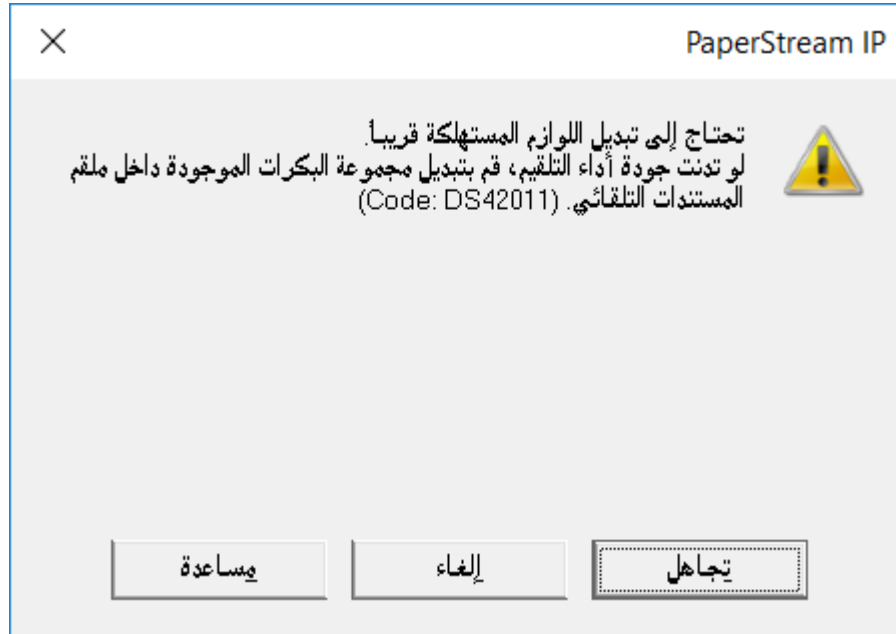 PaperStream IP
تحتاج إلى تبديل اللوازم المستهلكة قريباً.
لو تدنت جودة أداء التلقيم، قم بتبديل مجموعة البكرات الموجودة داخل ملقم
المستندات التلقائي. (Code: DS42011)
تجاهل
إلغاء
مساعدة